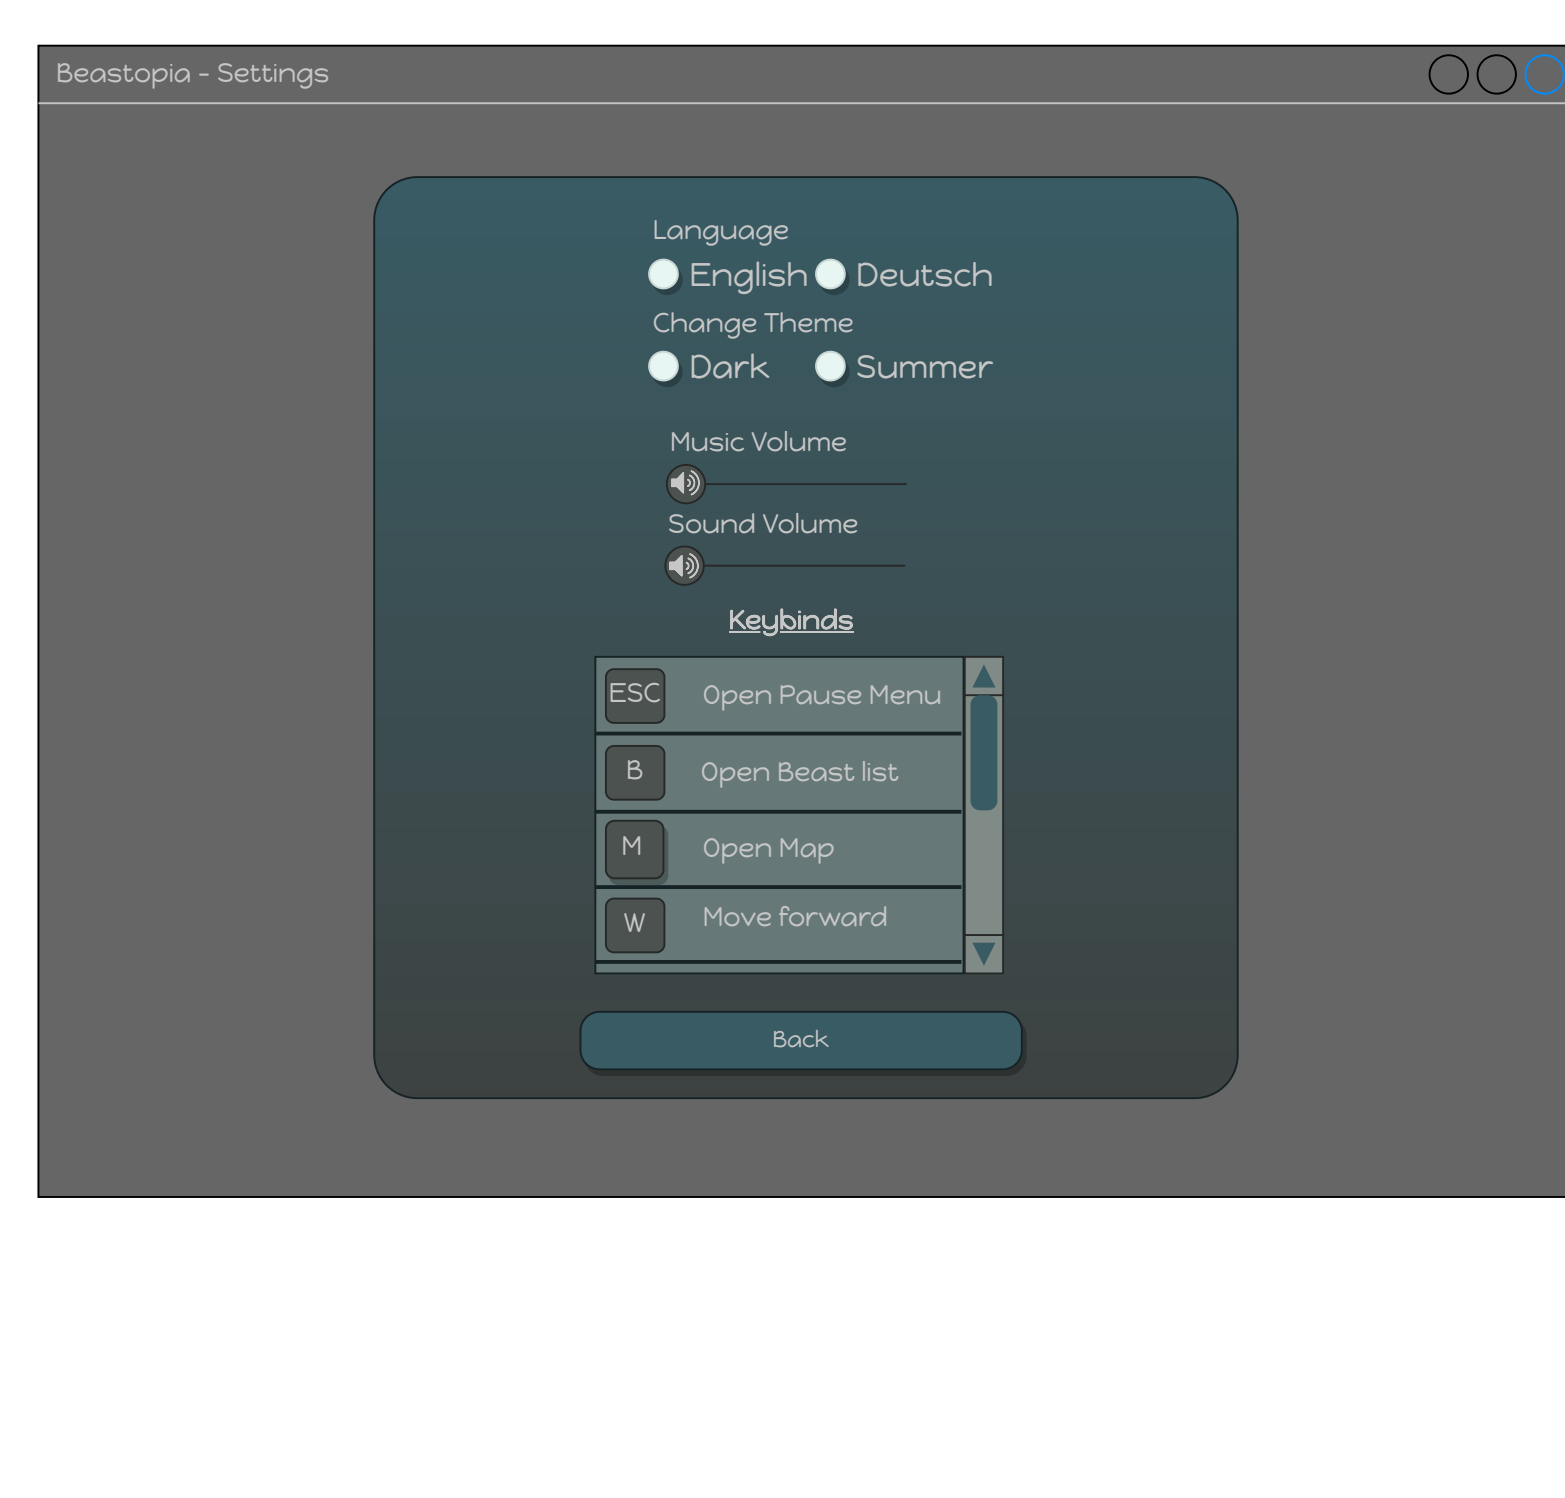 Beastopia - Settings
Language
English Deutsch
Change Theme
Dark Summer
Music Volume
Sound Volume
Keybinds
ESC Open Pause Menu
B Open Beast list
M Open Map
W Move forward
Back